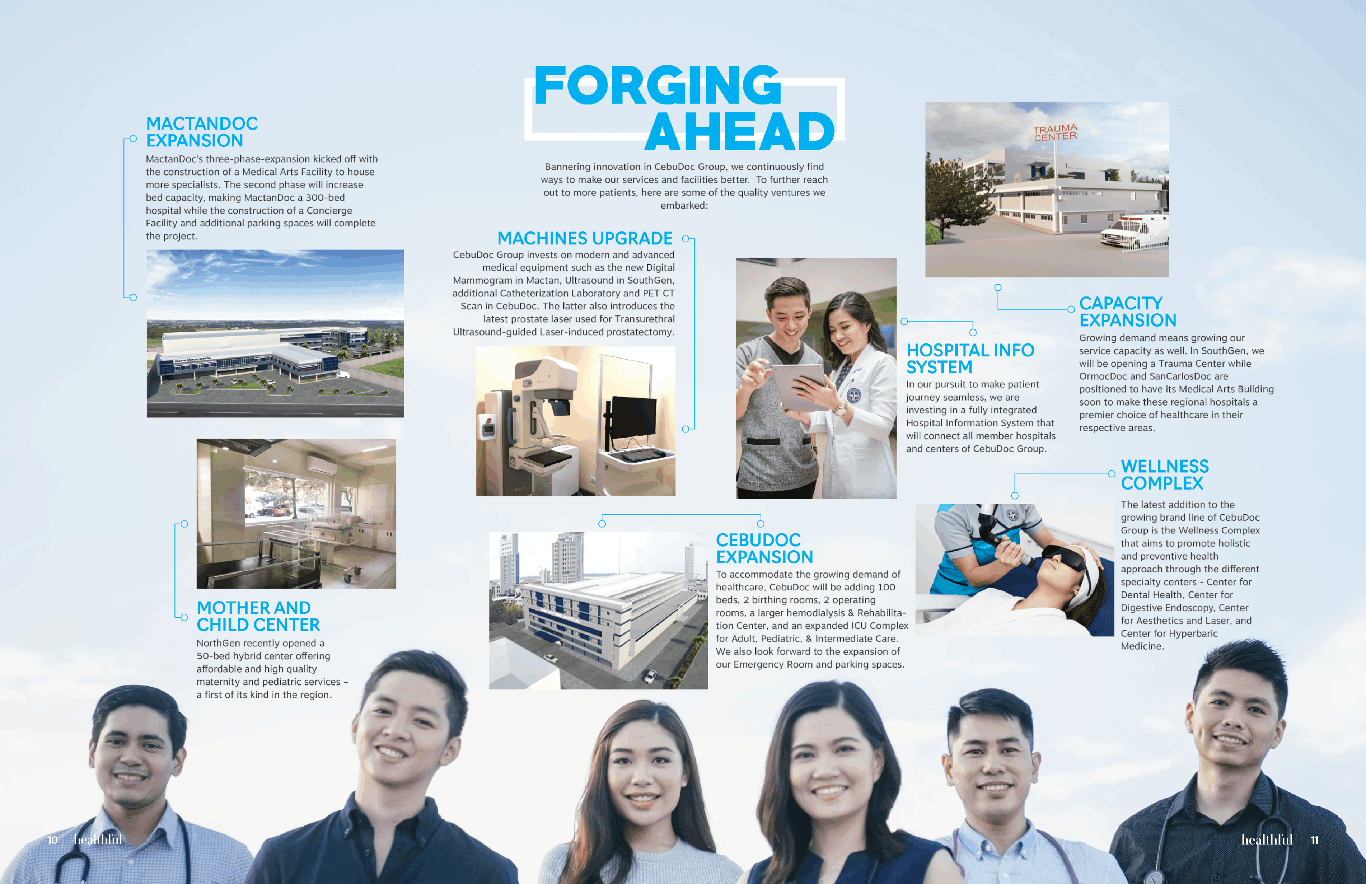 FORGING
AHEAD
Bannering innovation in CebuDoc Group, we continuously find
ways to make our services and facilities better. To further reach
out to more patients, here are some of the quality ventures we
embarked:
MACTANDOC
EXPANSION
MactanDoc's three-phase-expansion kicked off with
the construction of a Medical Arts Facility to house
more specialists. The second phase will increase
bed capacity, making MactanDoc a 300-bed
hospital while the construction of a Concierge
Facility and additional parking spaces will complete
the project.
MACHINES UPGRADE
CebuDoc Group invests on modern and advanced
medical equipment such as the new Digital
Mammogram in Mactan, Ultrasound in SouthGen,
additional Catheterization Laboratory and PET CT
Scan in CebuDoc. The latter also introduces the
latest prostate laser used for Transurethral
Ultrasound-guided Laser-induced prostatectomy.
MOTHER AND
CHILD CENTER
NorthGen recently opened a
50-bed hybrid center offering
affordable and high quality
maternity and pediatric services –
a first of its kind in the region.
CEBUDOC
EXPANSION
To accommodate the growing demand of
healthcare, CebuDoc will be adding 100
beds, 2 birthing rooms, 2 operating
rooms, a larger hemodialysis & Rehabilita-
tion Center, and an expanded ICU Complex
for Adult, Pediatric, & Intermediate Care.
We also look forward to the expansion of
our Emergency Room and parking spaces.
HOSPITAL INFO
SYSTEM
In our pursuit to make patient
journey seamless, we are
investing in a fully integrated
Hospital Information System that
will connect all member hospitals
and centers of CebuDoc Group.
TRAUMA
CENTER
CAPACITY
EXPANSION
Growing demand means growing our
service capacity as well. In SouthGen, we
will be opening a Trauma Center while
OrmocDoc and SanCarlosDoc are
positioned to have its Medical Arts Building
soon to make these regional hospitals a
premier choice of healthcare in their
respective areas.
WELLNESS
COMPLEX
The latest addition to the
growing brand line of CebuDoc
Group is the Wellness Complex
that aims to promote holistic
and preventive health
approach through the different
specialty centers - Center for
Dental Health, Center for
Digestive Endoscopy, Center
for Aesthetics and Laser, and
Center for Hyperbaric
Medicine.
10 healthful
healthful 11